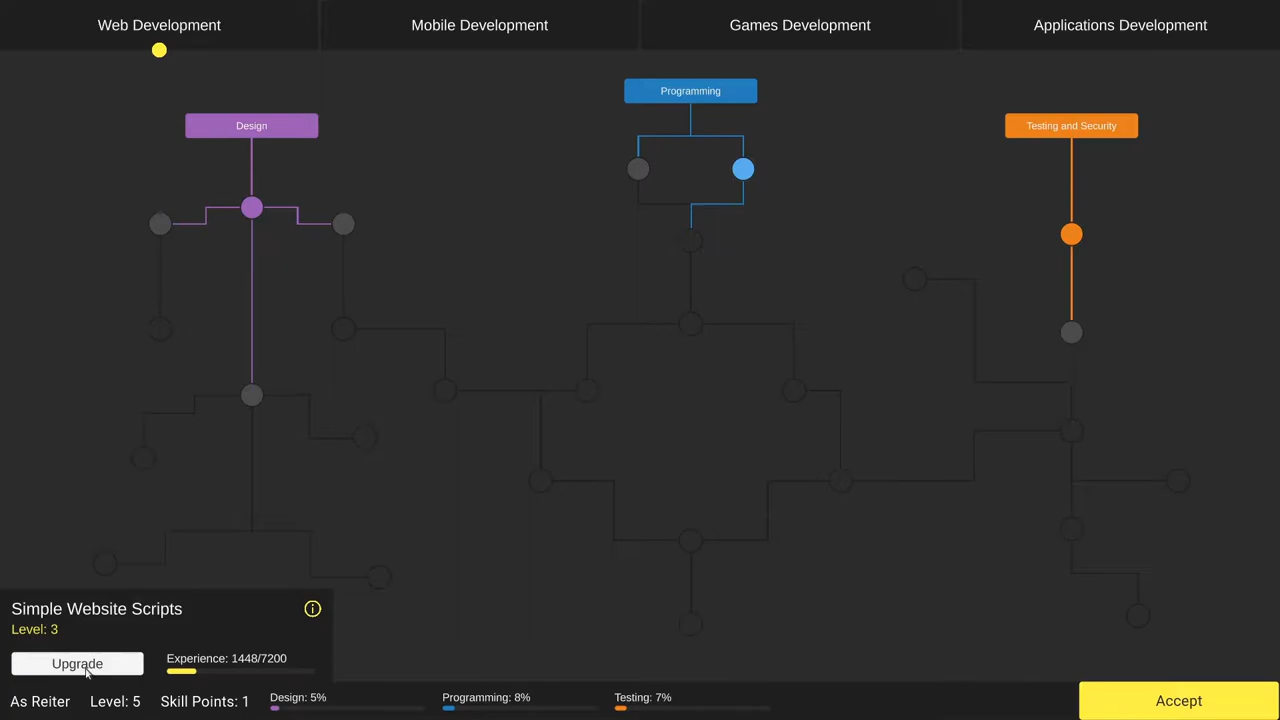 Web Development
Mobile Development
Games Development
Applications Development
Programming
Design
Testing and Security
Simple Website Scripts
Level: 3
Upgrade
Experience: 1448/7200
As Reiter
Level: 5
Skill Points: 1
Design: 5%
Programming: 8%
Testing: 7%
Accept